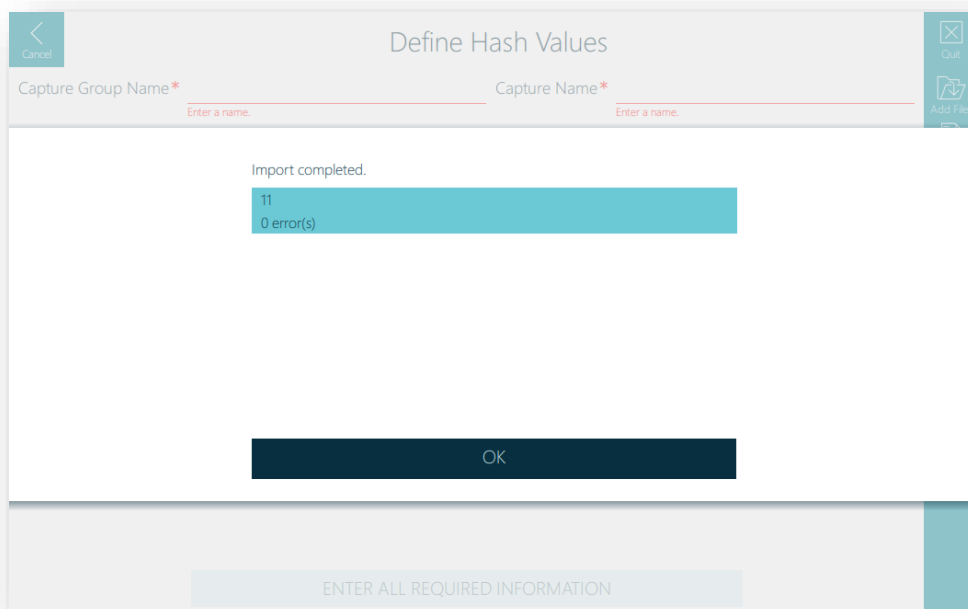 Define Hash Values
Cancel
Quit
Capture Group Name*
Capture Name*
Enter a name.
Enter a name.
Add File
Import completed.
11
0 error(s)
OK
ENTER ALL REQUIRED INFORMATION